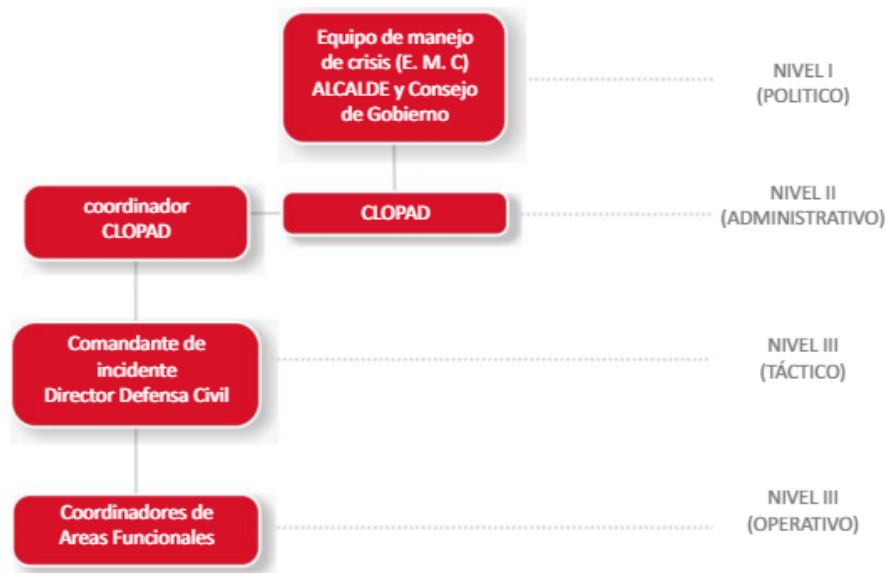 Equipo de manejo
de crisis (E. M. C)
ALCALDE y Consejo
de Gobierno
NIVEL I
(POLITICO)
coordinador
CLOPAD
CLOPAD
NIVEL II
(ADMINISTRATIVO)
Comandante de
incidente
Director Defensa Civil
NIVEL III
(TÁCTICO)
Coordinadores de
Areas Funcionales
NIVEL III
(OPERATIVO)